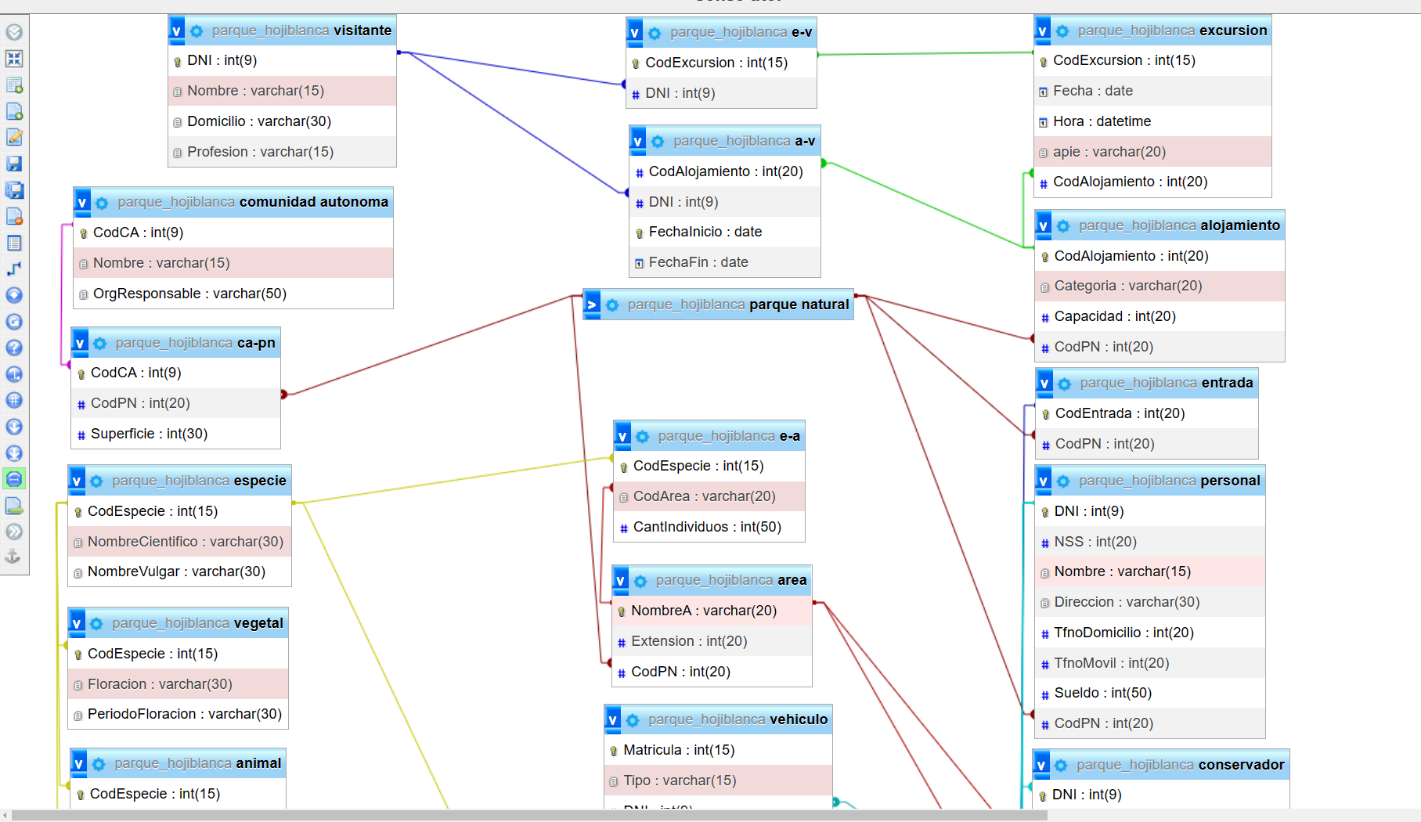 parque_hojiblanca visitante
DNI : int(9)
Nombre : varchar(15)
Domicilio : varchar(30)
Profesion : varchar(15)
parque_hojiblanca e-v
CodExcursion : int(15)
DNI : int(9)
parque_hojiblanca excursion
CodExcursion : int(15)
Fecha : date
Hora : datetime
apie : varchar(20)
CodAlojamiento : int(20)
parque_hojiblanca a-v
CodAlojamiento : int(20)
DNI : int(9)
FechaInicio : date
FechaFin : date
parque_hojiblanca comunidad autonoma
CodCA : int(9)
Nombre : varchar(15)
OrgResponsable : varchar(50)
parque_hojiblanca alojamiento
CodAlojamiento : int(20)
Categoria : varchar(20)
Capacidad : int(20)
CodPN : int(20)
parque_hojiblanca parque natural
parque_hojiblanca ca-pn
CodCA : int(9)
CodPN : int(20)
Superficie : int(30)
parque_hojiblanca entrada
CodEntrada : int(20)
CodPN : int(20)
parque_hojiblanca e-a
CodEspecie : int(15)
CodArea : varchar(20)
CantIndividuos : int(50)
parque_hojiblanca especie
CodEspecie : int(15)
NombreCientifico : varchar(30)
NombreVulgar : varchar(30)
parque_hojiblanca personal
DNI : int(9)
NSS : int(20)
Nombre : varchar(15)
Direccion : varchar(30)
TfnoDomicilio : int(20)
TfnoMovil : int(20)
Sueldo : int(50)
CodPN : int(20)
parque_hojiblanca area
NombreA : varchar(20)
Extension : int(20)
CodPN : int(20)
parque_hojiblanca vegetal
CodEspecie : int(15)
Floracion : varchar(30)
PeriodoFloracion : varchar(30)
parque_hojiblanca vehiculo
Matricula : int(15)
Tipo : varchar(15)
DNI : int(9)
parque_hojiblanca animal
CodEspecie : int(15)
parque_hojiblanca conservador
DNI : int(9)